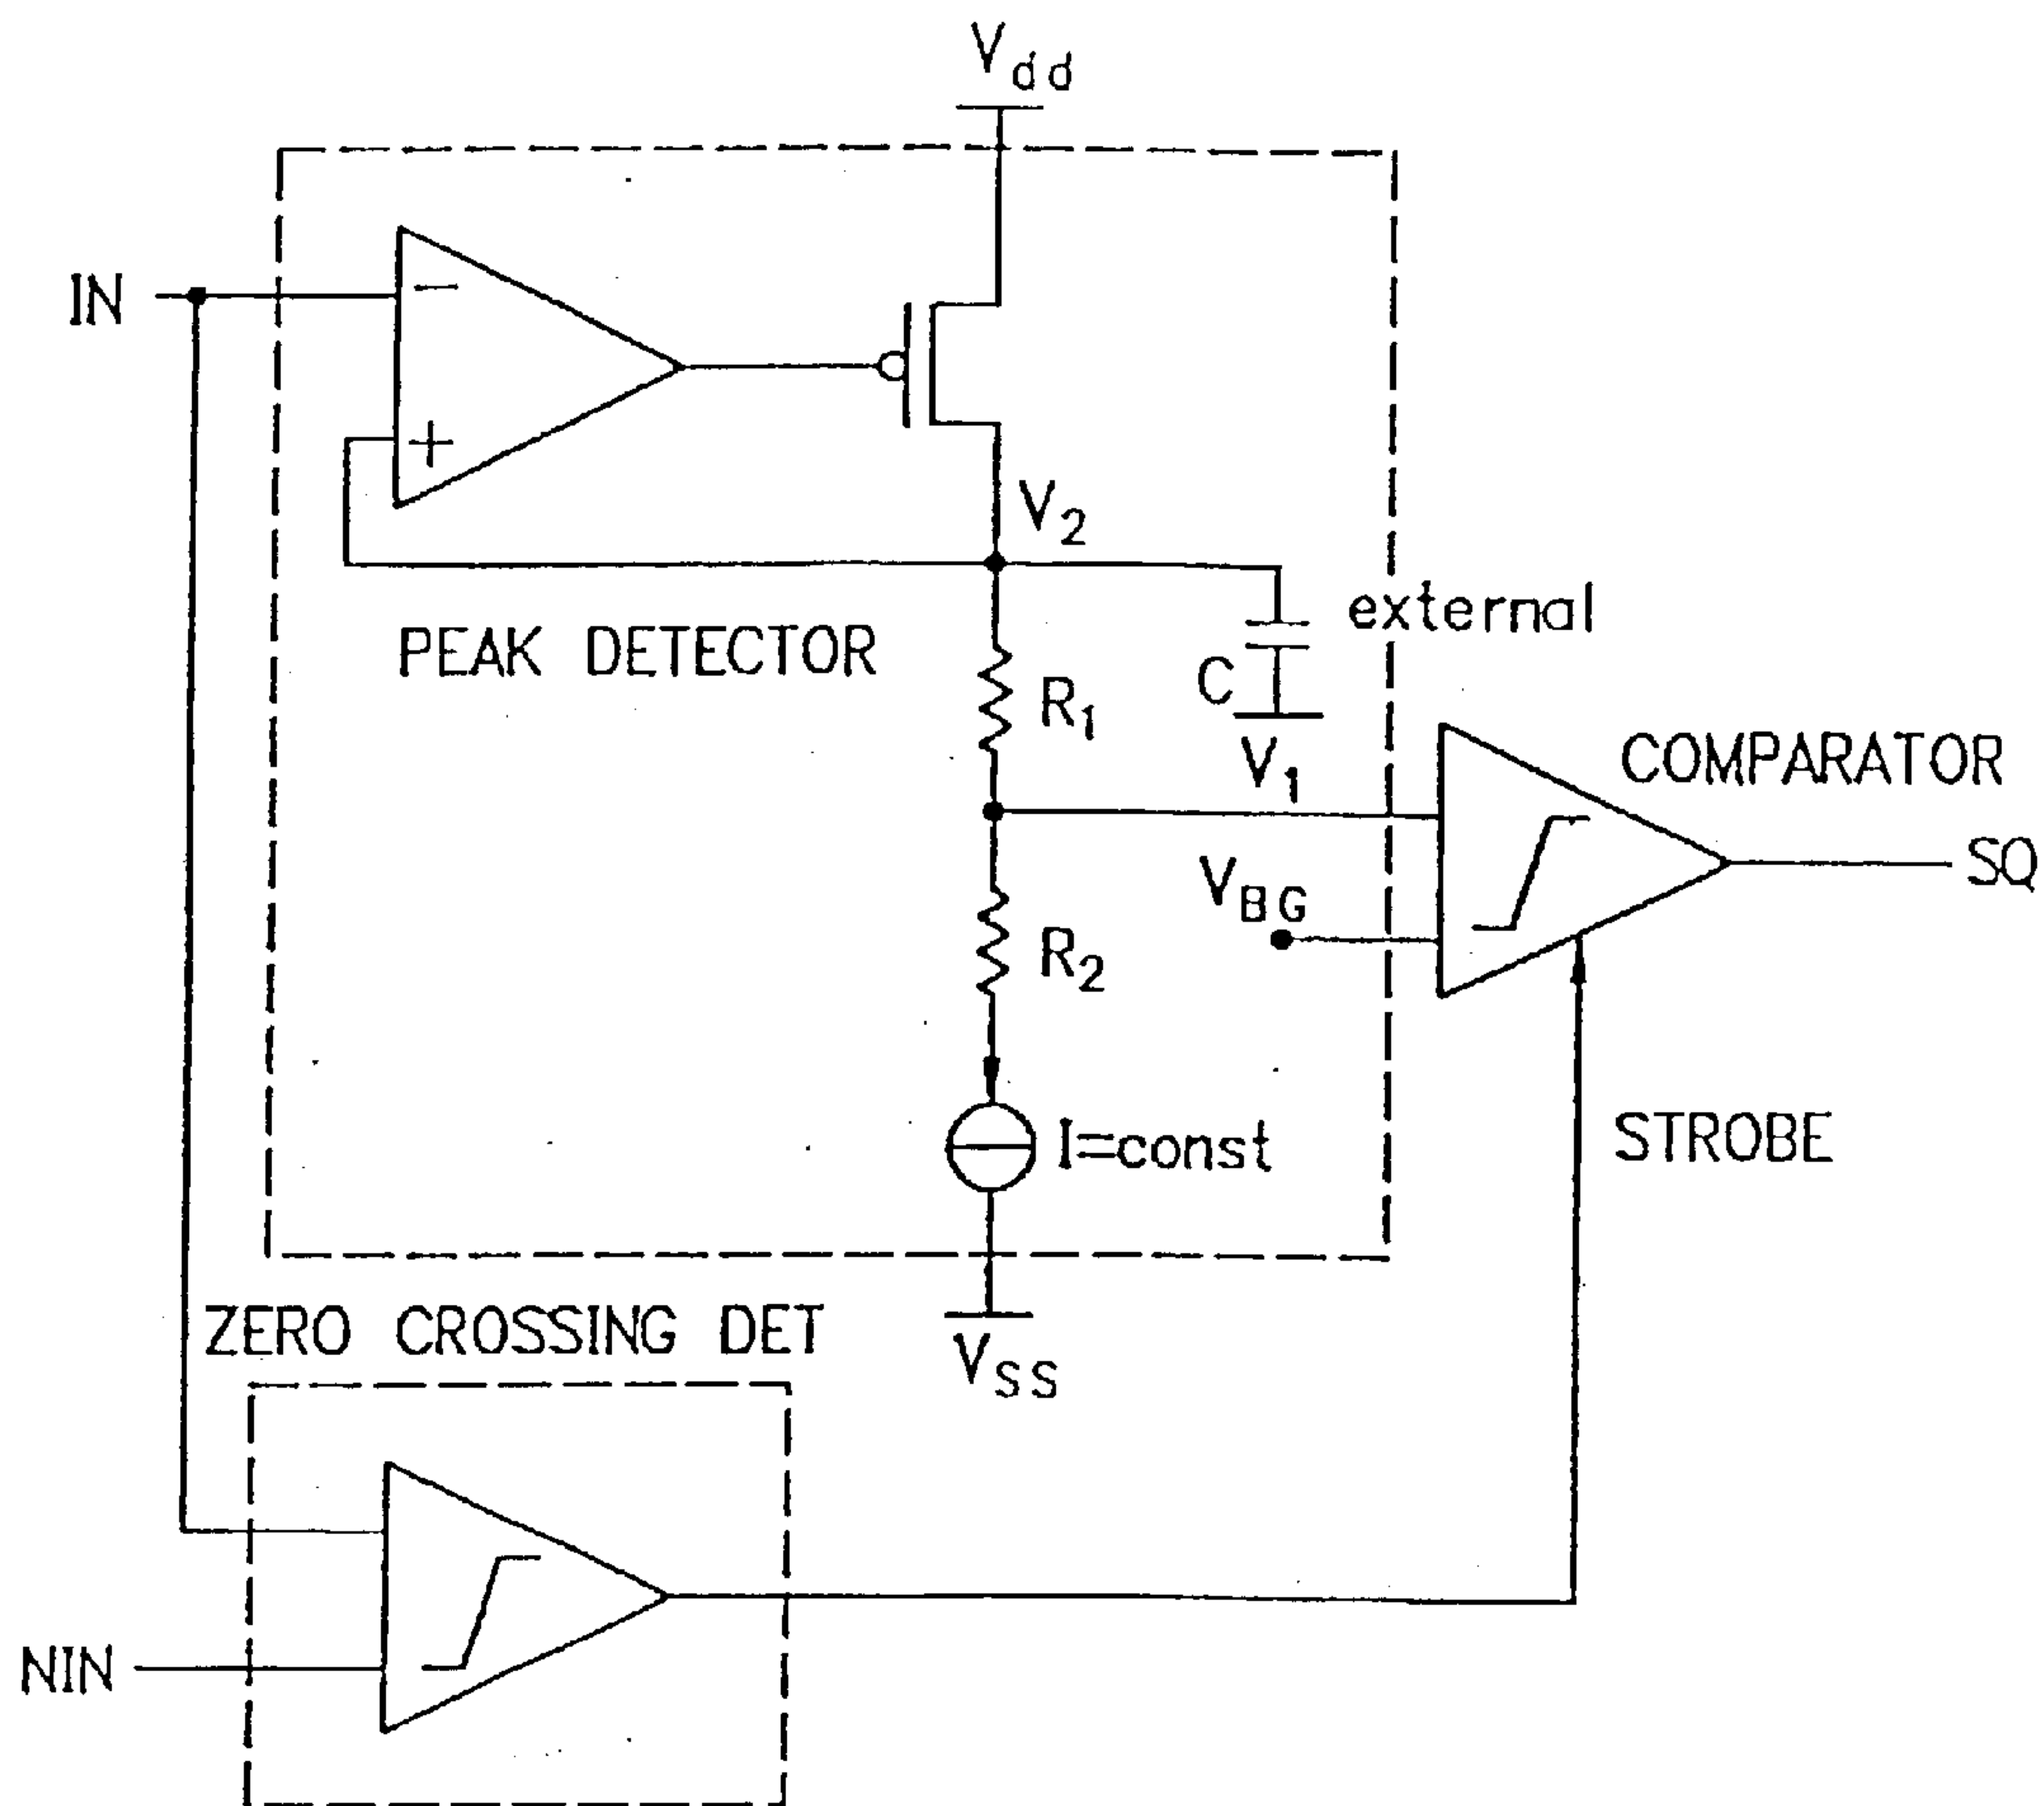 Vdd
IN
−
+
V2
external
PEAK DETECTOR
R1
C
V1
COMPARATOR
VBG
SQ
R2
I=const
STROBE
ZERO CROSSING DET
VSS
NIN